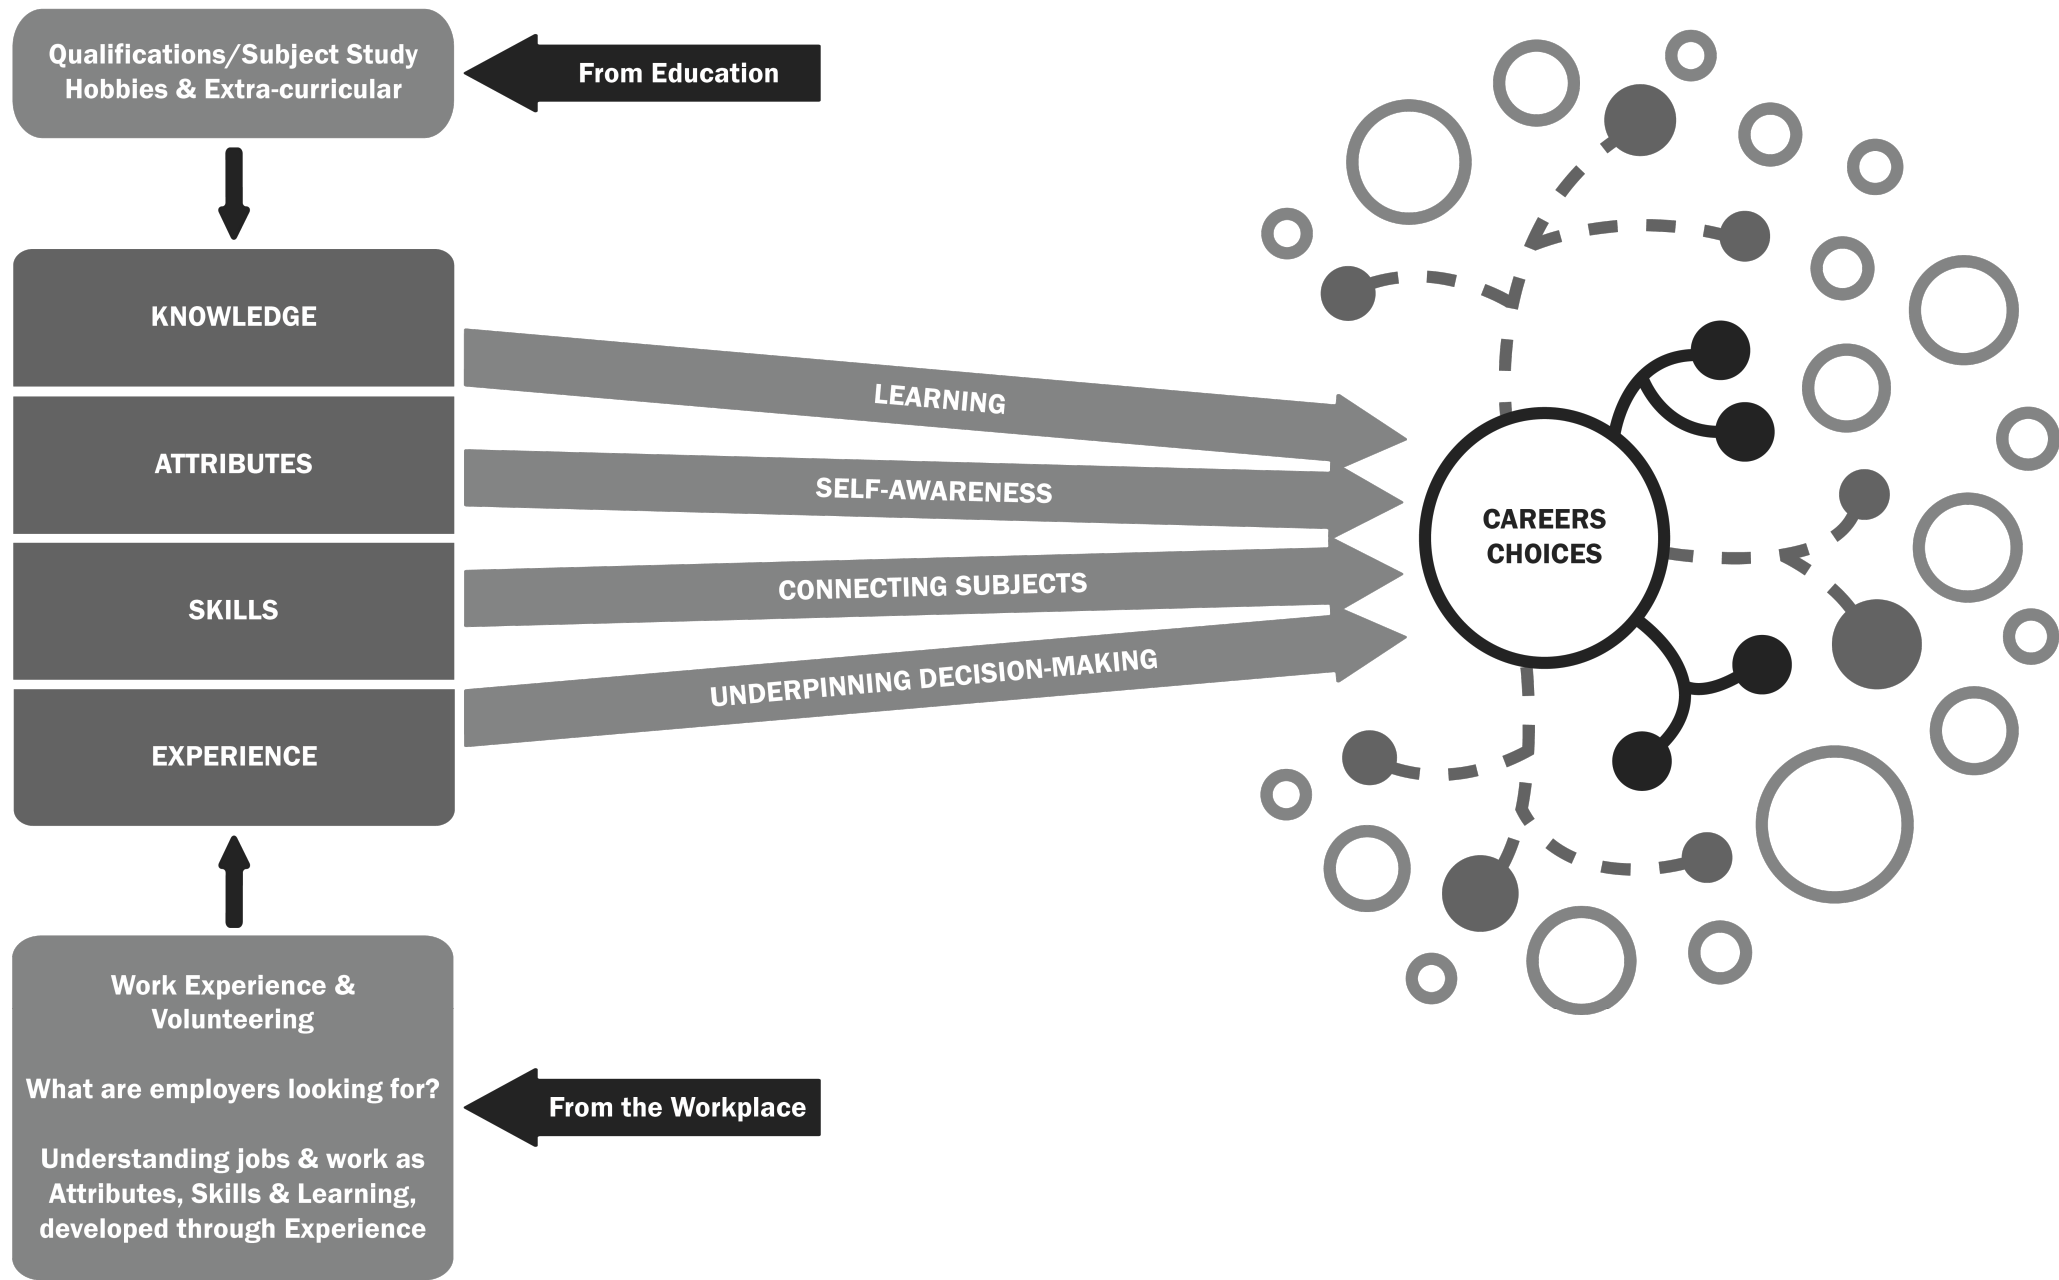 Qualifications/Subject Study
Hobbies & Extra-curricular
From Education
KNOWLEDGE
ATTRIBUTES
SKILLS
EXPERIENCE
LEARNING
SELF-AWARENESS
CONNECTING SUBJECTS
UNDERPINNING DECISION-MAKING
CAREERS
CHOICES
Work Experience &
Volunteering
What are employers looking for?
Understanding jobs & work as
Attributes, Skills & Learning,
developed through Experience
From the Workplace